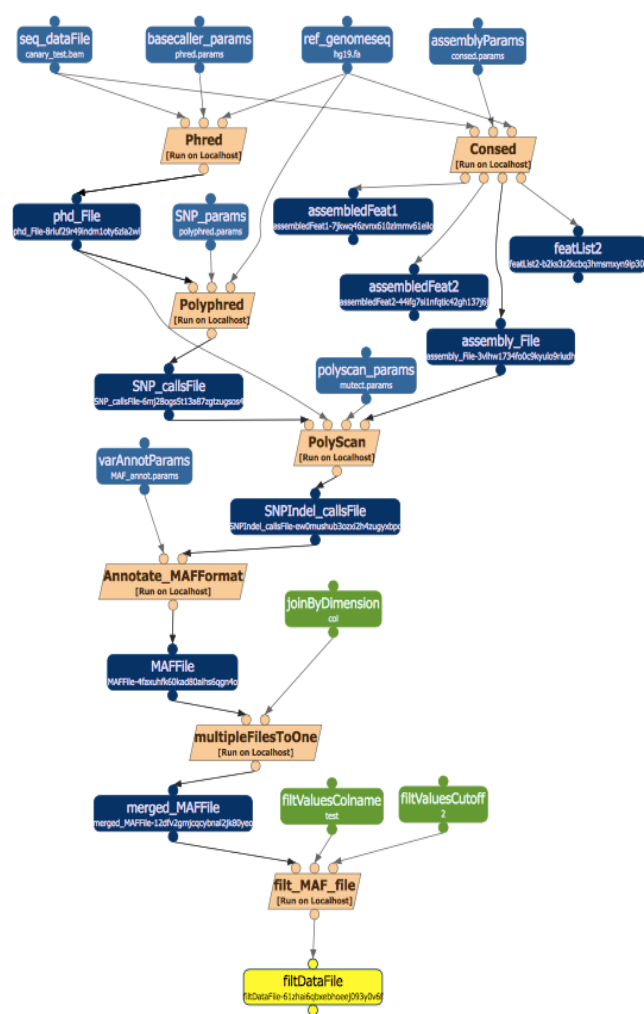 seq_dataFile
canary_test.bam
basecaller_params
phred.params
ref_genomeseq
hg19.fa
assemblyParams
consed.params
Phred
[Run on Localhost]
Consed
[Run on Localhost]
phd_File
SNP_params
polyphred.params
assembledFeat1
featList2
assembledFeat2
Polyphred
[Run on Localhost]
assembly_File
SNP_callsFile
polyscan_params
mutect.params
PolyScan
[Run on Localhost]
varAnnotParams
MAF_annot.params
SNPIndel_callsFile
Annotate_MAFFormat
[Run on Localhost]
joinByDimension
col
MAFFile
multipleFilesToOne
[Run on Localhost]
merged_MAFFile
filtValuesColname
test
filtValuesCutoff
2
filt_MAF_file
[Run on Localhost]
filtDataFile